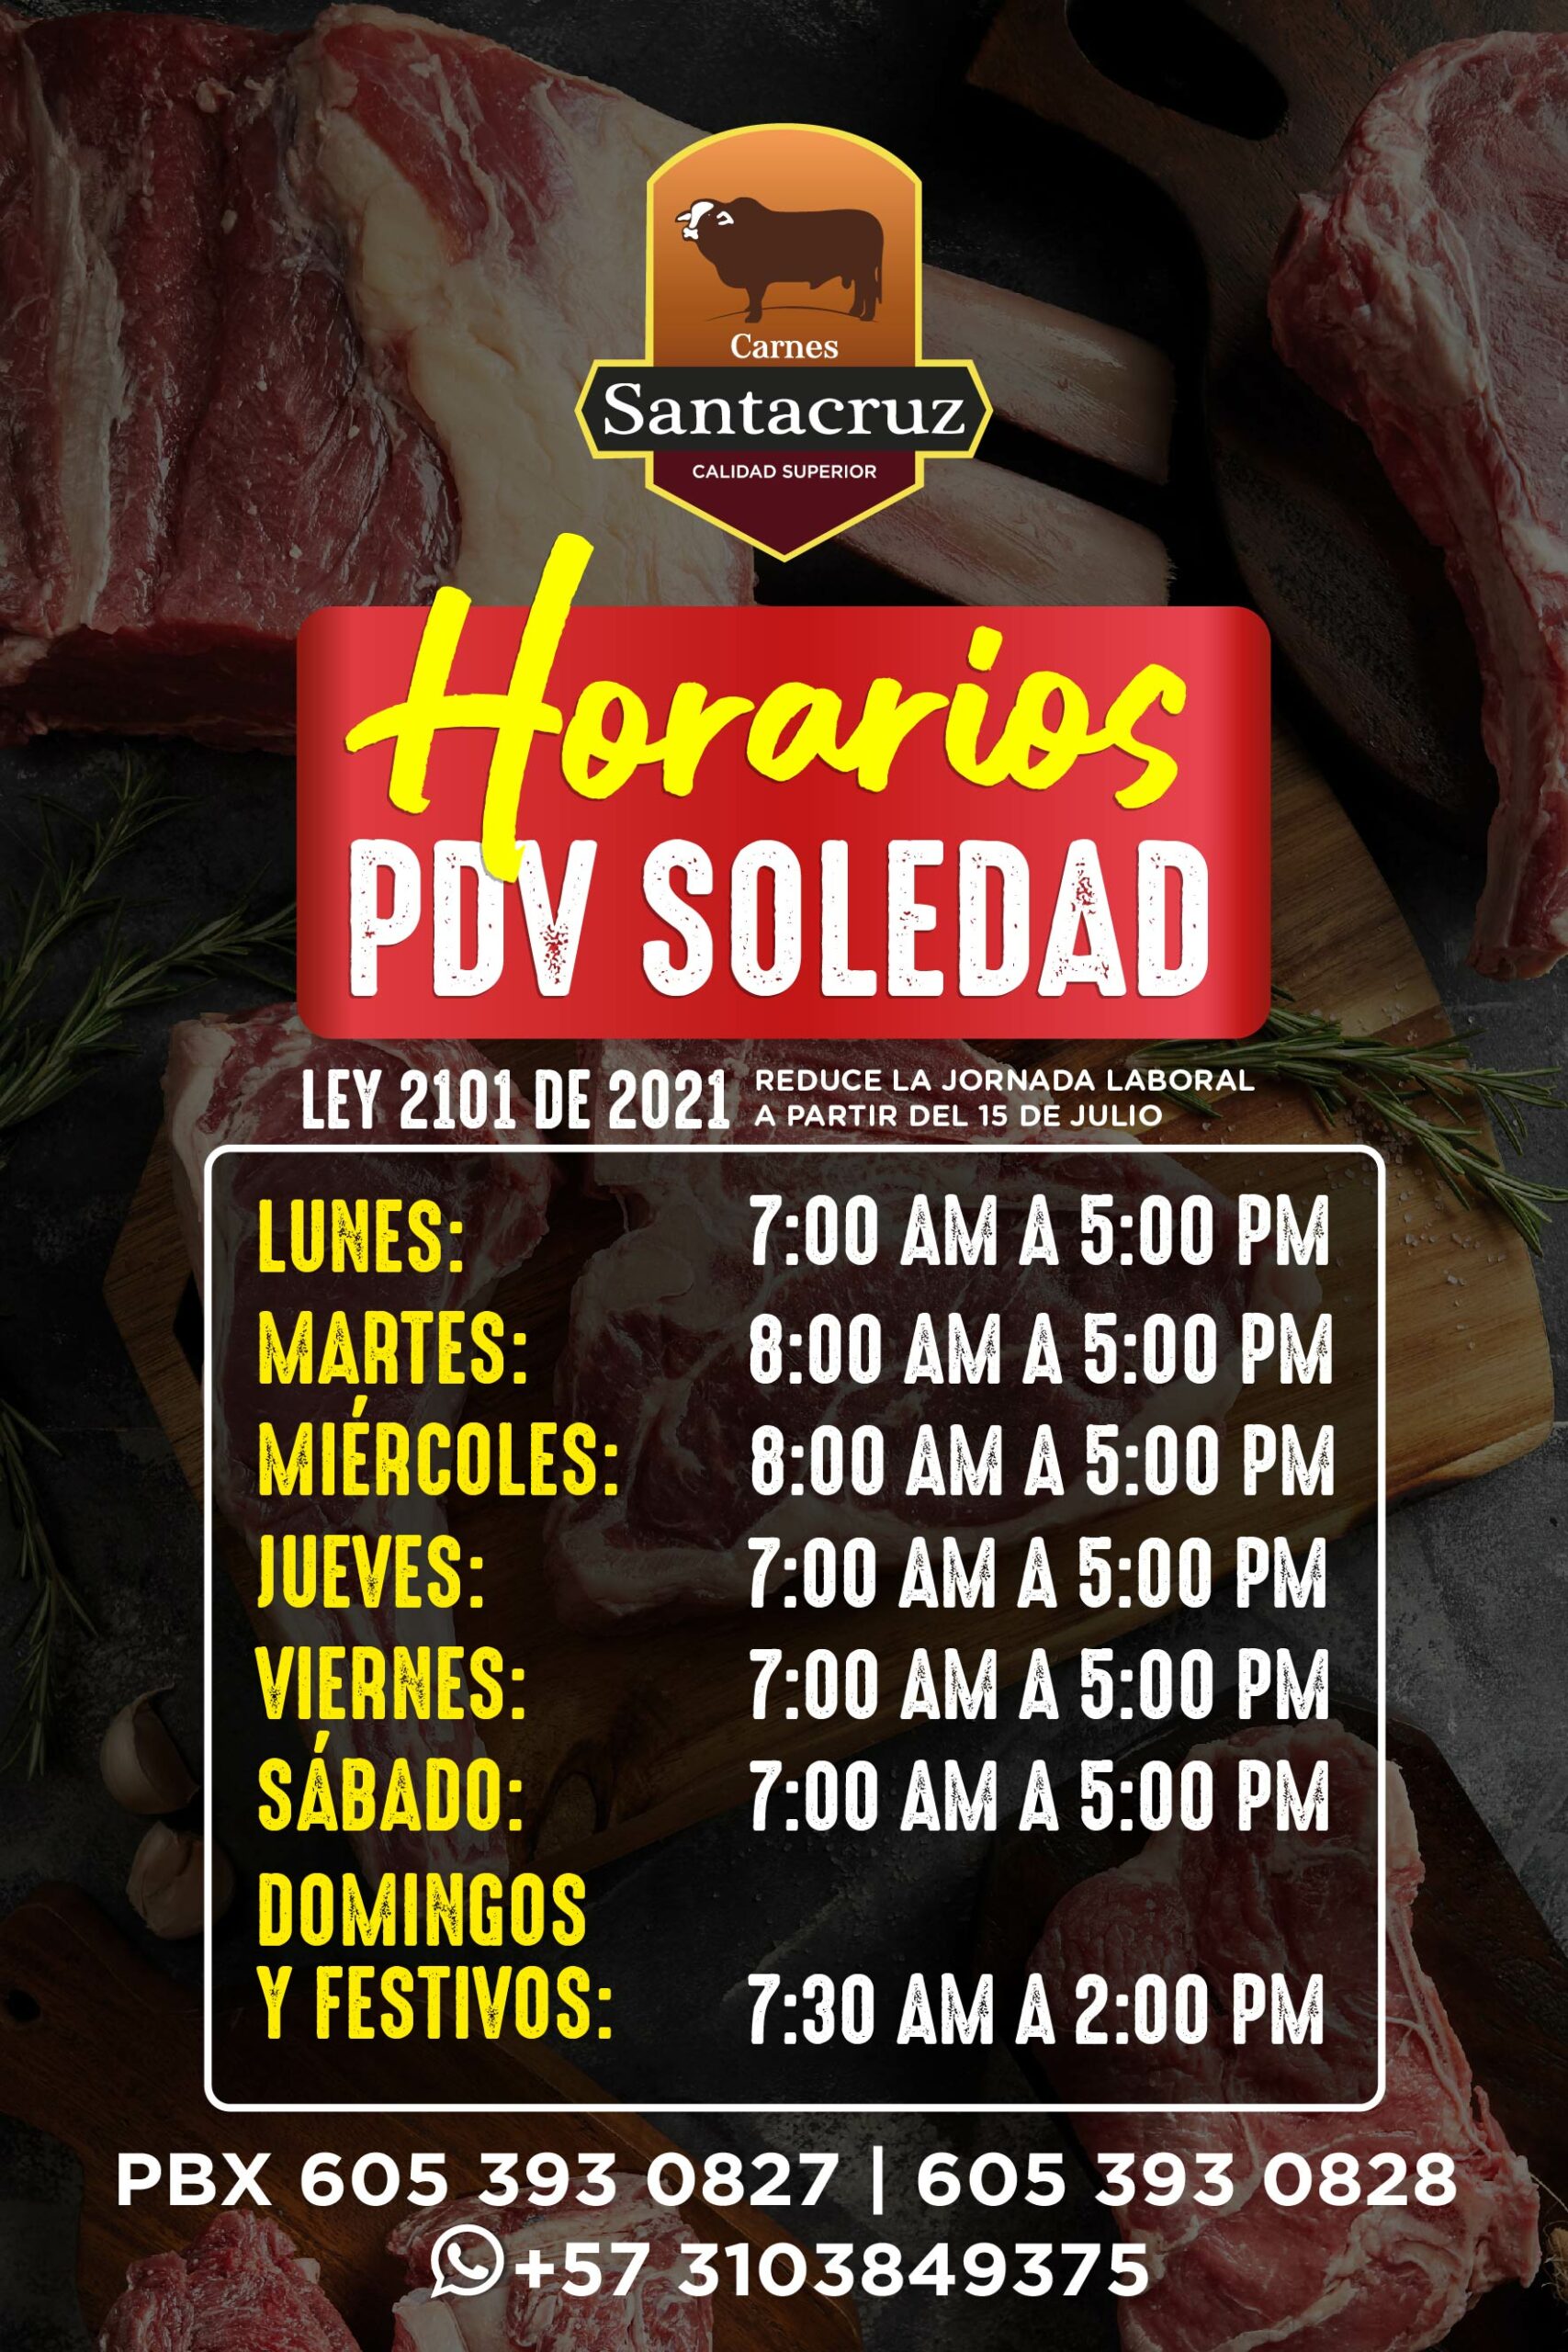 Carnes
Santacruz
CALIDAD SUPERIOR
Horarios
PDV SOLEDAD
LEY 2101 DE 2021 REDUCE LA JORNADA LABORAL
A PARTIR DEL 15 DE JULIO
LUNES: 7:00 AM A 5:00 PM
MARTES: 8:00 AM A 5:00 PM
MIÉRCOLES: 8:00 AM A 5:00 PM
JUEVES: 7:00 AM A 5:00 PM
VIERNES: 7:00 AM A 5:00 PM
SÁBADO: 7:00 AM A 5:00 PM
DOMINGOS
Y FESTIVOS: 7:30 AM A 2:00 PM
PBX 605 393 0827 | 605 393 0828
+57 3103849375